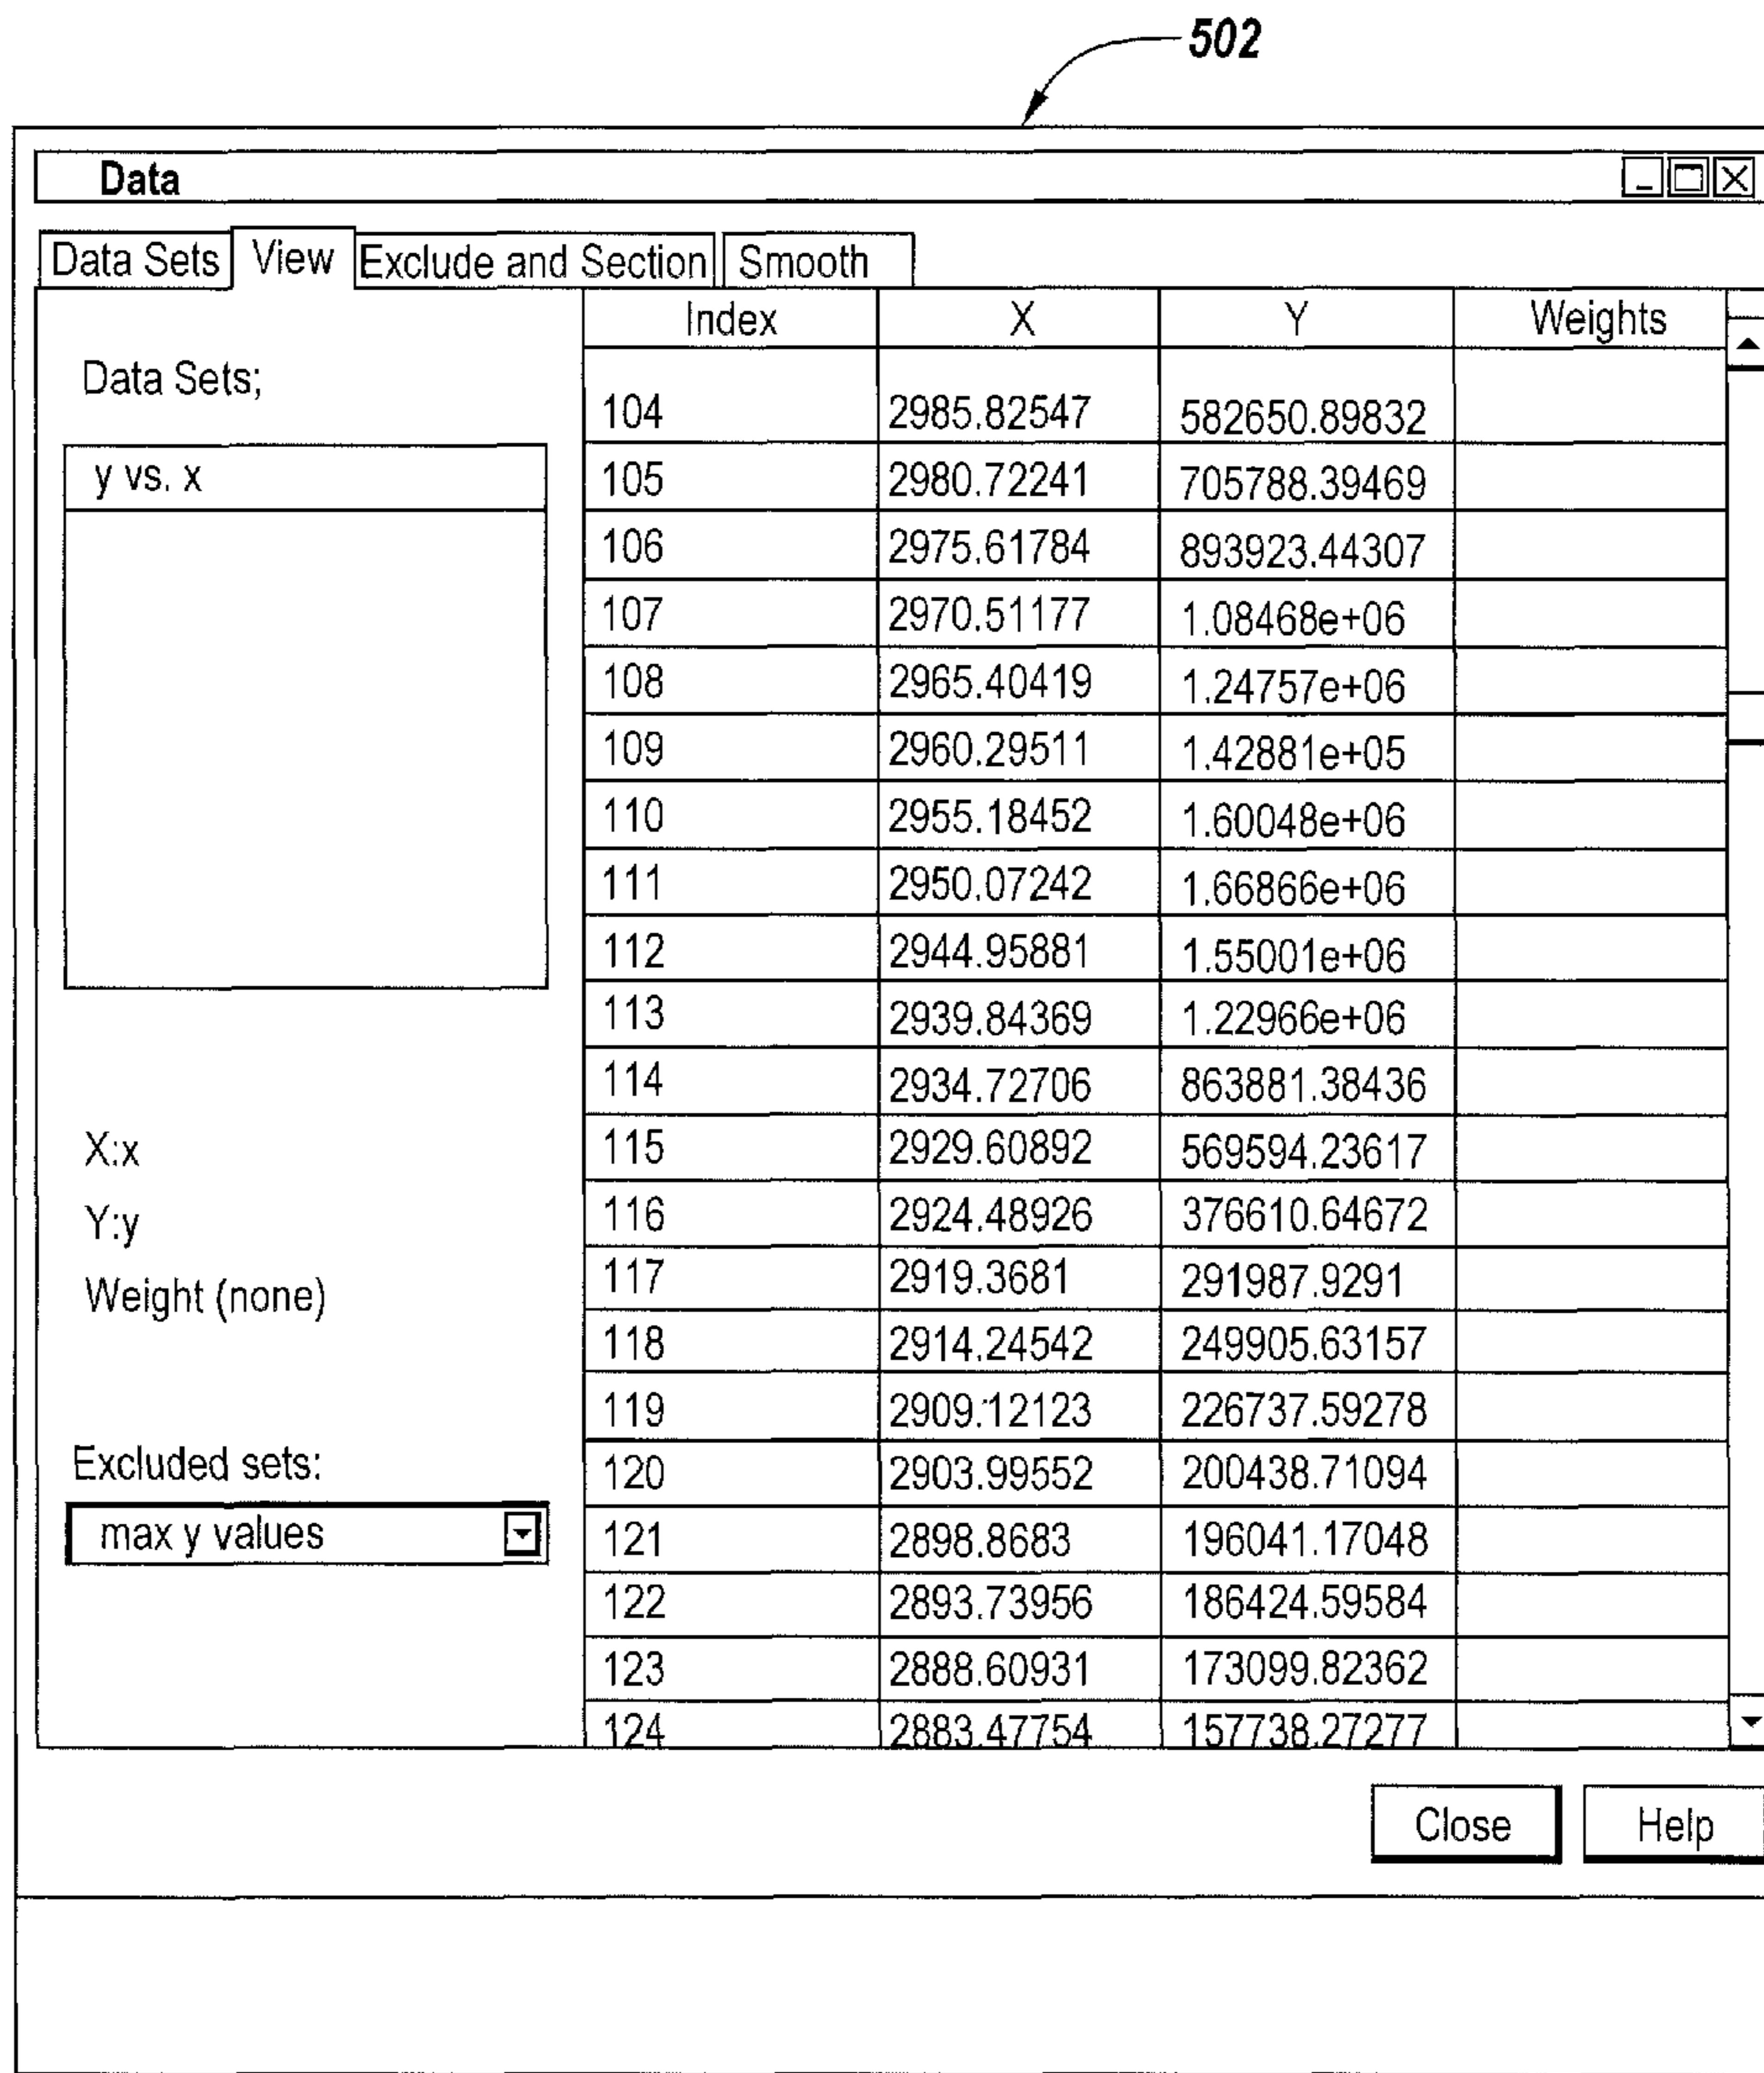 502
Data
Data Sets View Exclude and Section Smooth
Index X Y Weights
Data Sets;
y vs. x
104 2985.82547 582650.89832
105 2980.72241 705788.39469
106 2975.61784 893923.44307
107 2970.51177 1.08468e+06
108 2965.40419 1.24757e+06
109 2960.29511 1.42881e+05
110 2955.18452 1.60048e+06
111 2950.07242 1.66866e+06
112 2944.95881 1.55001e+06
113 2939.84369 1.22966e+06
114 2934.72706 863881.38436
115 2929.60892 569594.23617
116 2924.48926 376610.64672
117 2919.3681 291987.9291
118 2914.24542 249905.63157
119 2909.12123 226737.59278
120 2903.99552 200438.71094
121 2898.8683 196041.17048
122 2893.73956 186424.59584
123 2888.60931 173099.82362
124 2883.47754 157738.27277
X:x
Y:y
Weight (none)
Excluded sets:
max y values
Close Help